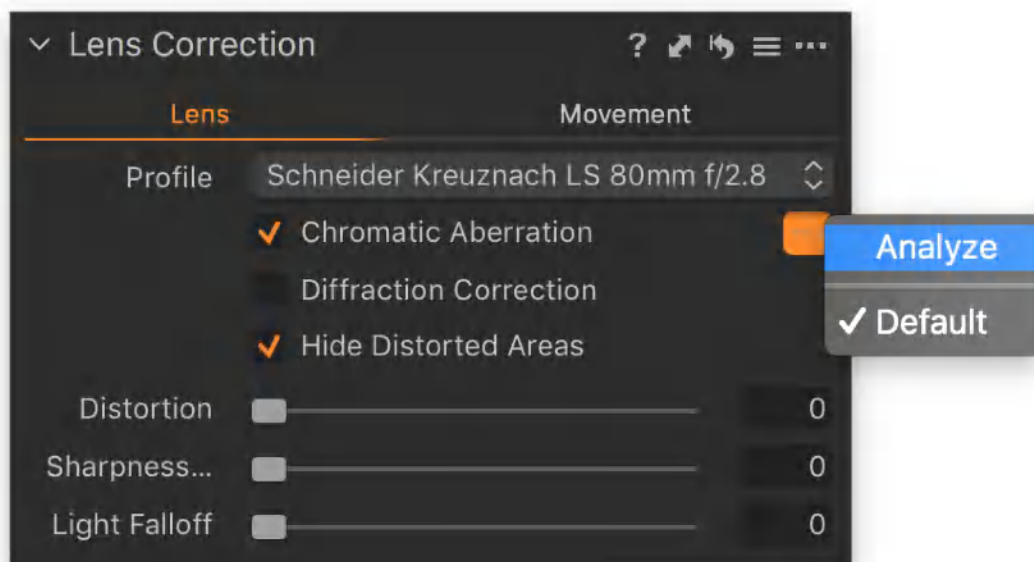 Lens Correction ?
Lens Movement
Profile Schneider Kreuznach LS 80mm f/2.8
Chromatic Aberration
Analyze
Diffraction Correction
Default
Hide Distorted Areas
Distortion 0
Sharpness... 0
Light Falloff 0